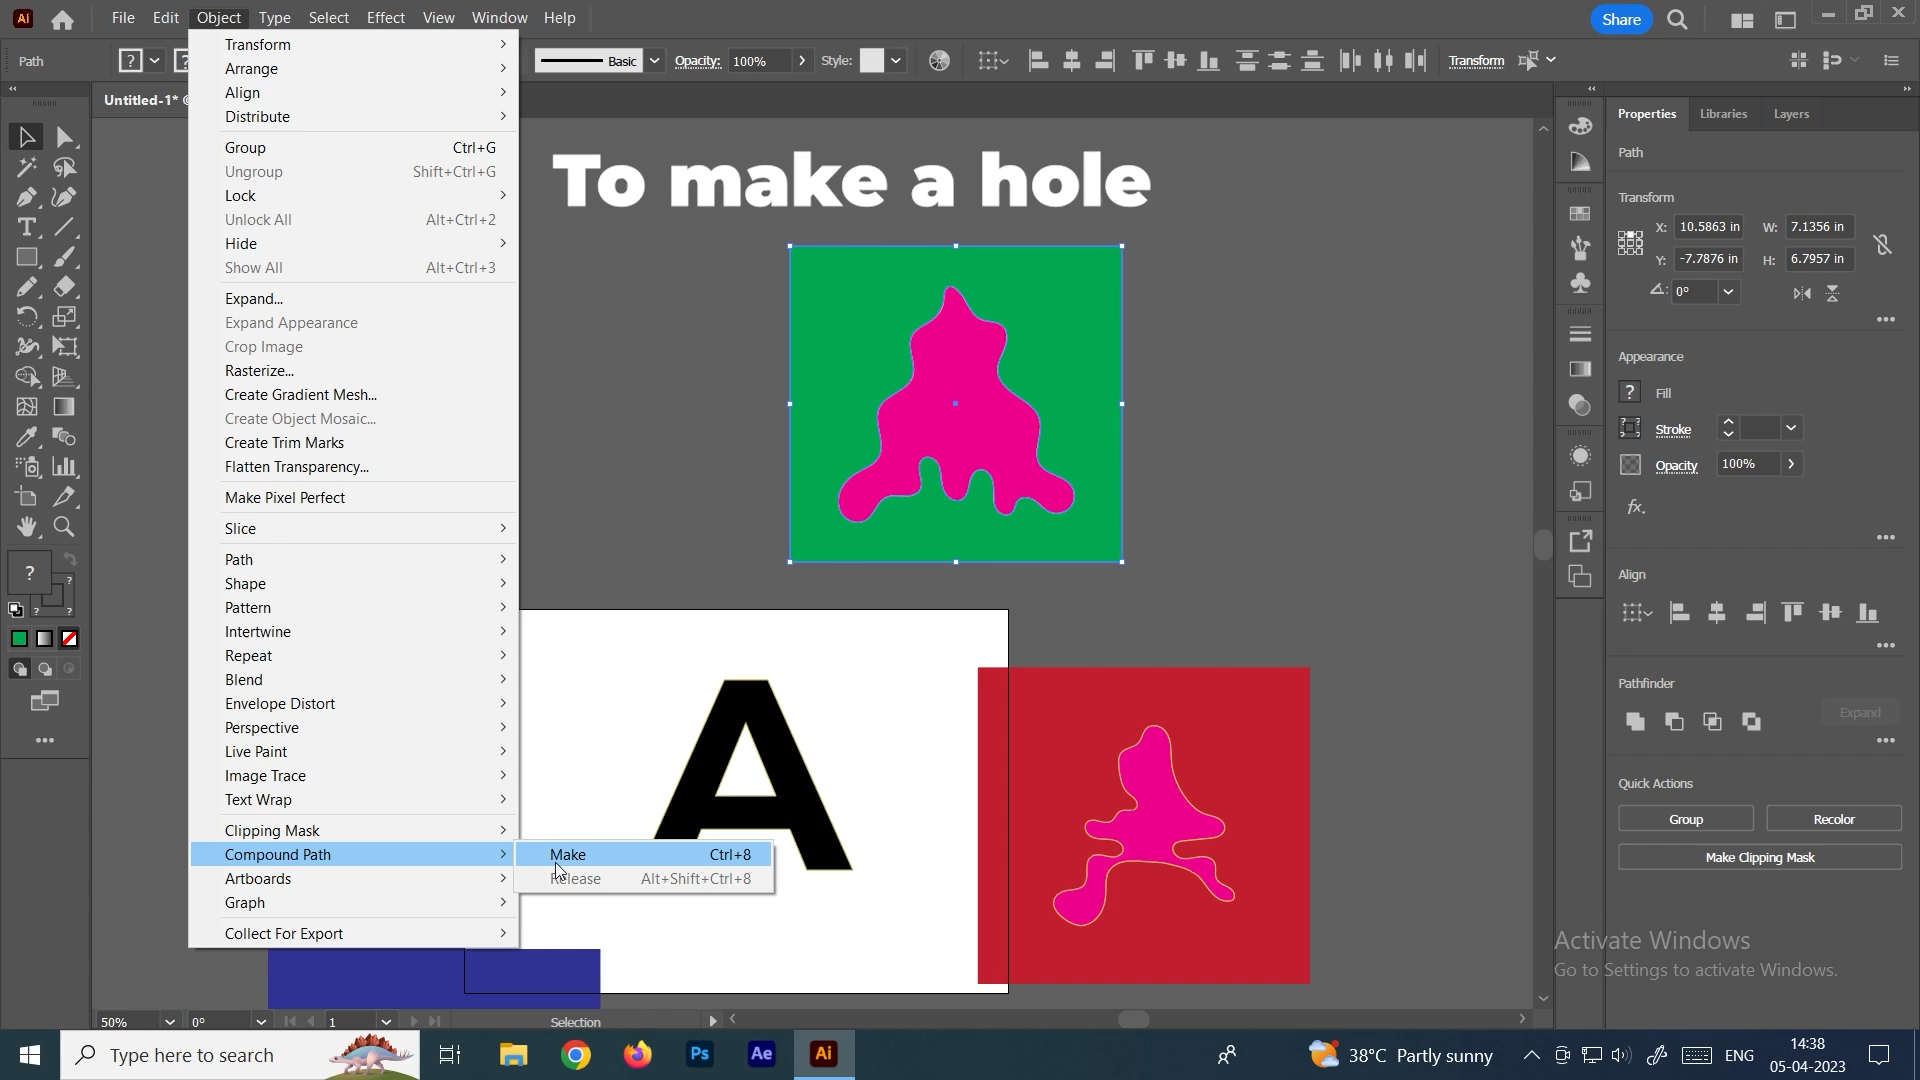 Ai File Edit Object Type Select Effect View Window Help Share
Path ? ? Basic Opacity: 100% Style: Transform
Untitled-1*
Transform
Arrange
Align
Distribute
Group Ctrl+G
Ungroup Shift+Ctrl+G
Lock
Unlock All Alt+Ctrl+2
Hide
Show All Alt+Ctrl+3
Expand...
Expand Appearance
Crop Image
Rasterize...
Create Gradient Mesh...
Create Object Mosaic...
Create Trim Marks
Flatten Transparency...
Make Pixel Perfect
Slice
Path
Shape
Pattern
Intertwine
Repeat
Blend
Envelope Distort
Perspective
Live Paint
Image Trace
Text Wrap
Clipping Mask
Compound Path
Artboards
Graph
Collect For Export
Make Ctrl+8
Release Alt+Shift+Ctrl+8
To make a hole
A
Properties Libraries Layers
Path
Transform
X: 10.5863 in W: 7.1356 in
Y: -7.7876 in H: 6.7957 in
0°
Appearance
? Fill
Stroke
Opacity 100%
fx.
Align
Pathfinder
Expand
Quick Actions
Group Recolor
Make Clipping Mask
Activate Windows
Go to Settings to activate Windows.
50% 0° 1 Selection
Type here to search Ps Ae Ai 38°C Partly sunny ENG 14:38
05-04-2023